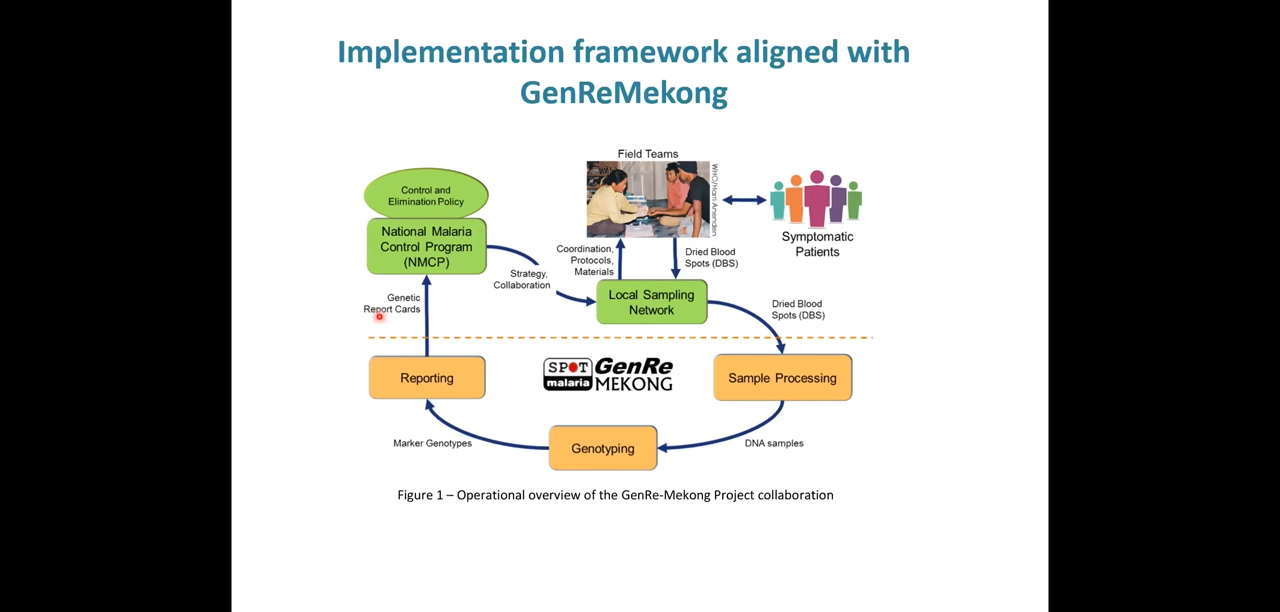 Implementation framework aligned with
GenReMekong
Field Teams
WHO/Harri Amendan
Control and
Elimination Policy
National Malaria
Control Program
(NMCP)
Symptomatic
Patients
Coordination,
Protocols,
Materials
Dried Blood
Spots (DBS)
Strategy,
Collaboration
Local Sampling
Network
Dried Blood
Spots (DBS)
Genetic
Report Cards
Reporting
SPOT
malaria
GenRe
MEKONG
Sample Processing
Marker Genotypes
Genotyping
DNA samples
Figure 1 – Operational overview of the GenRe-Mekong Project collaboration